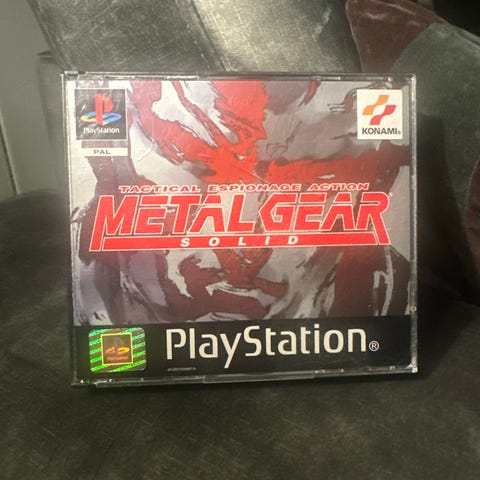 PlayStation
PAL
KONAMI
TACTICAL ESPIONAGE ACTION
METAL GEAR
SOLID
PlayStation®